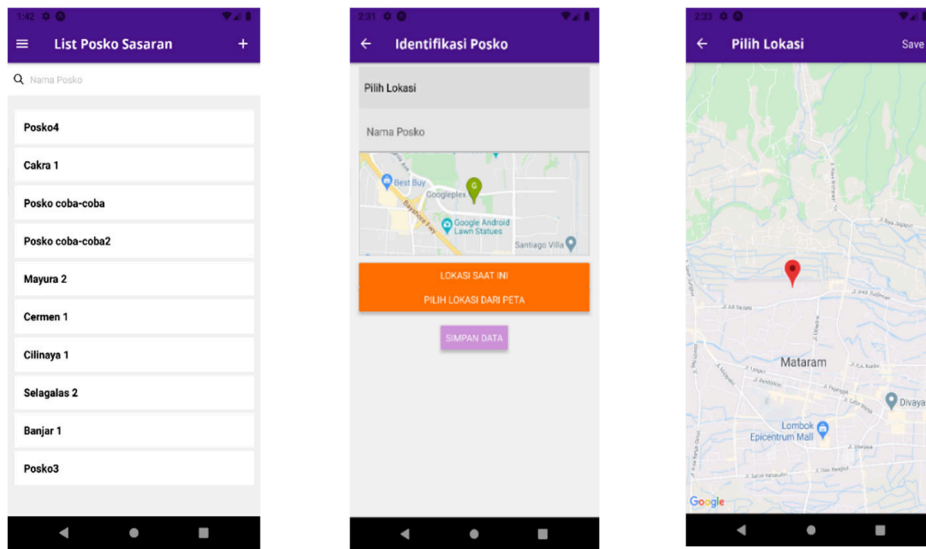 1:42
List Posko Sasaran
+
Nama Posko
Posko4
Cakra 1
Posko coba-coba
Posko coba-coba2
Mayura 2
Cermen 1
Cilinaya 1
Selagalas 2
Banjar 1
Posko3
2:31
Identifikasi Posko
Pilih Lokasi
Nama Posko
Best Buy
Googleplex
G
Bayshore Fwy
Google Android
Lawn Statues
Santiago Villa
LOKASI SAAT INI
PILIH LOKASI DARI PETA
SIMPAN DATA
2:33
Pilih Lokasi
Save
Mataram
Divaya
Lombok
Epicentrum Mall
Google